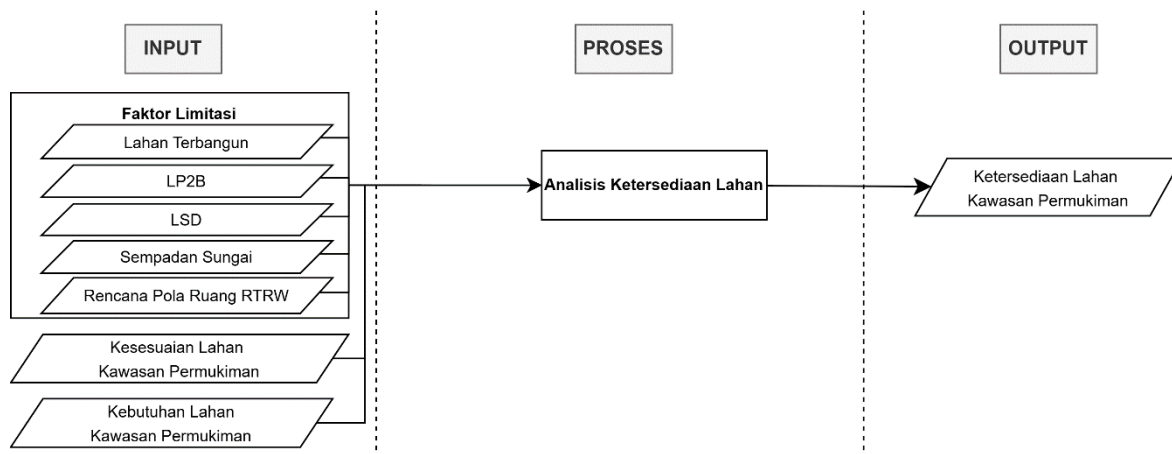 INPUT
PROSES
OUTPUT
Faktor Limitasi
Lahan Terbangun
LP2B
LSD
Sempadan Sungai
Rencana Pola Ruang RTRW
Kesesuaian Lahan
Kawasan Permukiman
Kebutuhan Lahan
Kawasan Permukiman
Analisis Ketersediaan Lahan
Ketersediaan Lahan
Kawasan Permukiman